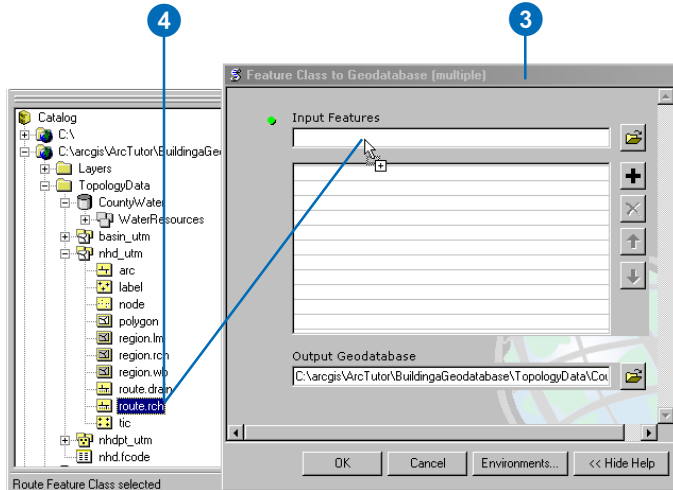 4
3
Feature Class to Geodatabase (multiple)
Catalog
C:\
C:\arcgis\ArcTutor\BuildingaGe
Layers
TopologyData
CountyWater
WaterResources
basin_utm
nhd_utm
arc
label
node
polygon
region.lm
region.rch
region.wb
route.drain
route.rch
tic
nhdpt_utm
nhd.fcode
Route Feature Class selected
Input Features
Output Geodatabase
C:\arcgis\ArcTutor\BuildingaGeodatabase\TopologyData\Cou
OK
Cancel
Environments...
<< Hide Help